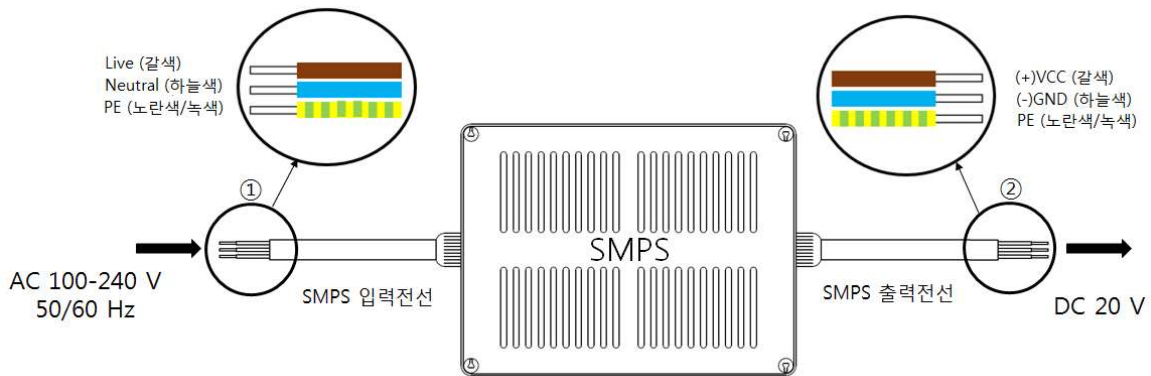 Live (갈색)
Neutral (하늘색)
PE (노란색/녹색)
(+)VCC (갈색)
(-)GND (하늘색)
PE (노란색/녹색)
①
②
SMPS
AC 100-240 V
50/60 Hz
SMPS 입력전선
SMPS 출력전선
DC 20 V